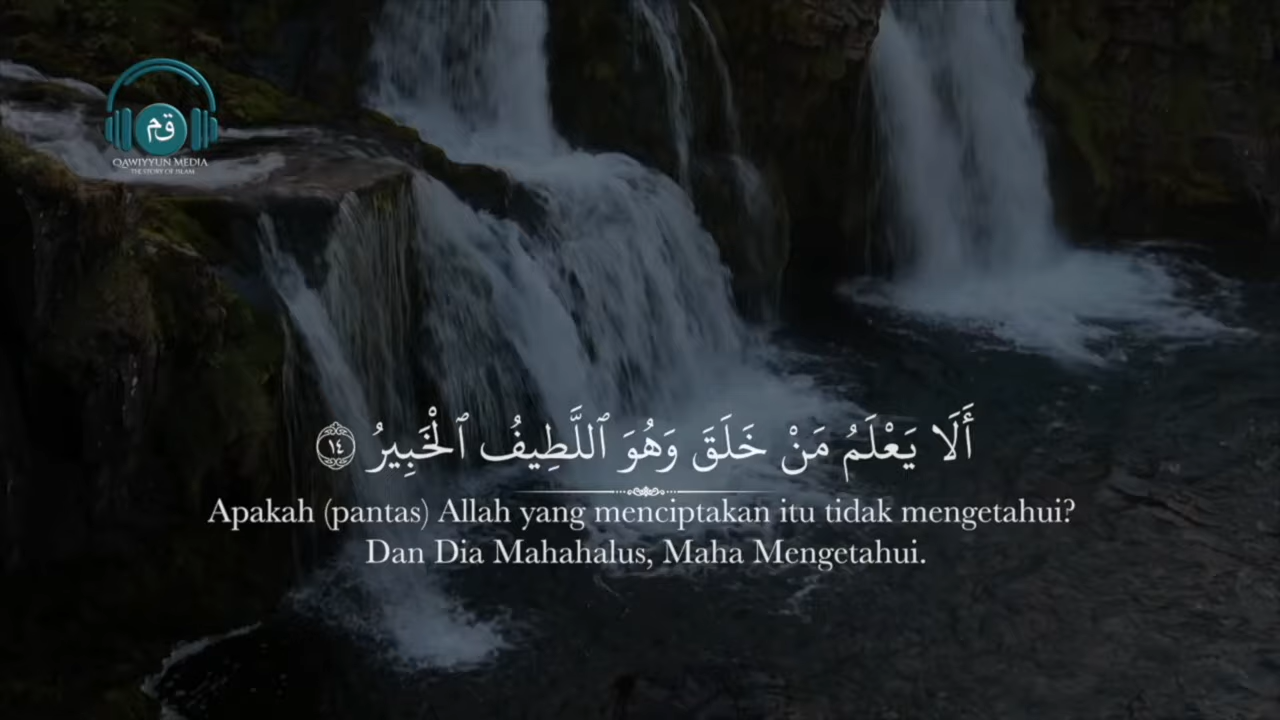 قم
QAWIYYUN MEDIA
THE STORY OF ISLAM
أَلَا يَعْلَمُ مَنْ خَلَقَ وَهُوَ ٱللَّطِيفُ ٱلْخَبِيرُ ١٤
Apakah (pantas) Allah yang menciptakan itu tidak mengetahui?
Dan Dia Mahahalus, Maha Mengetahui.